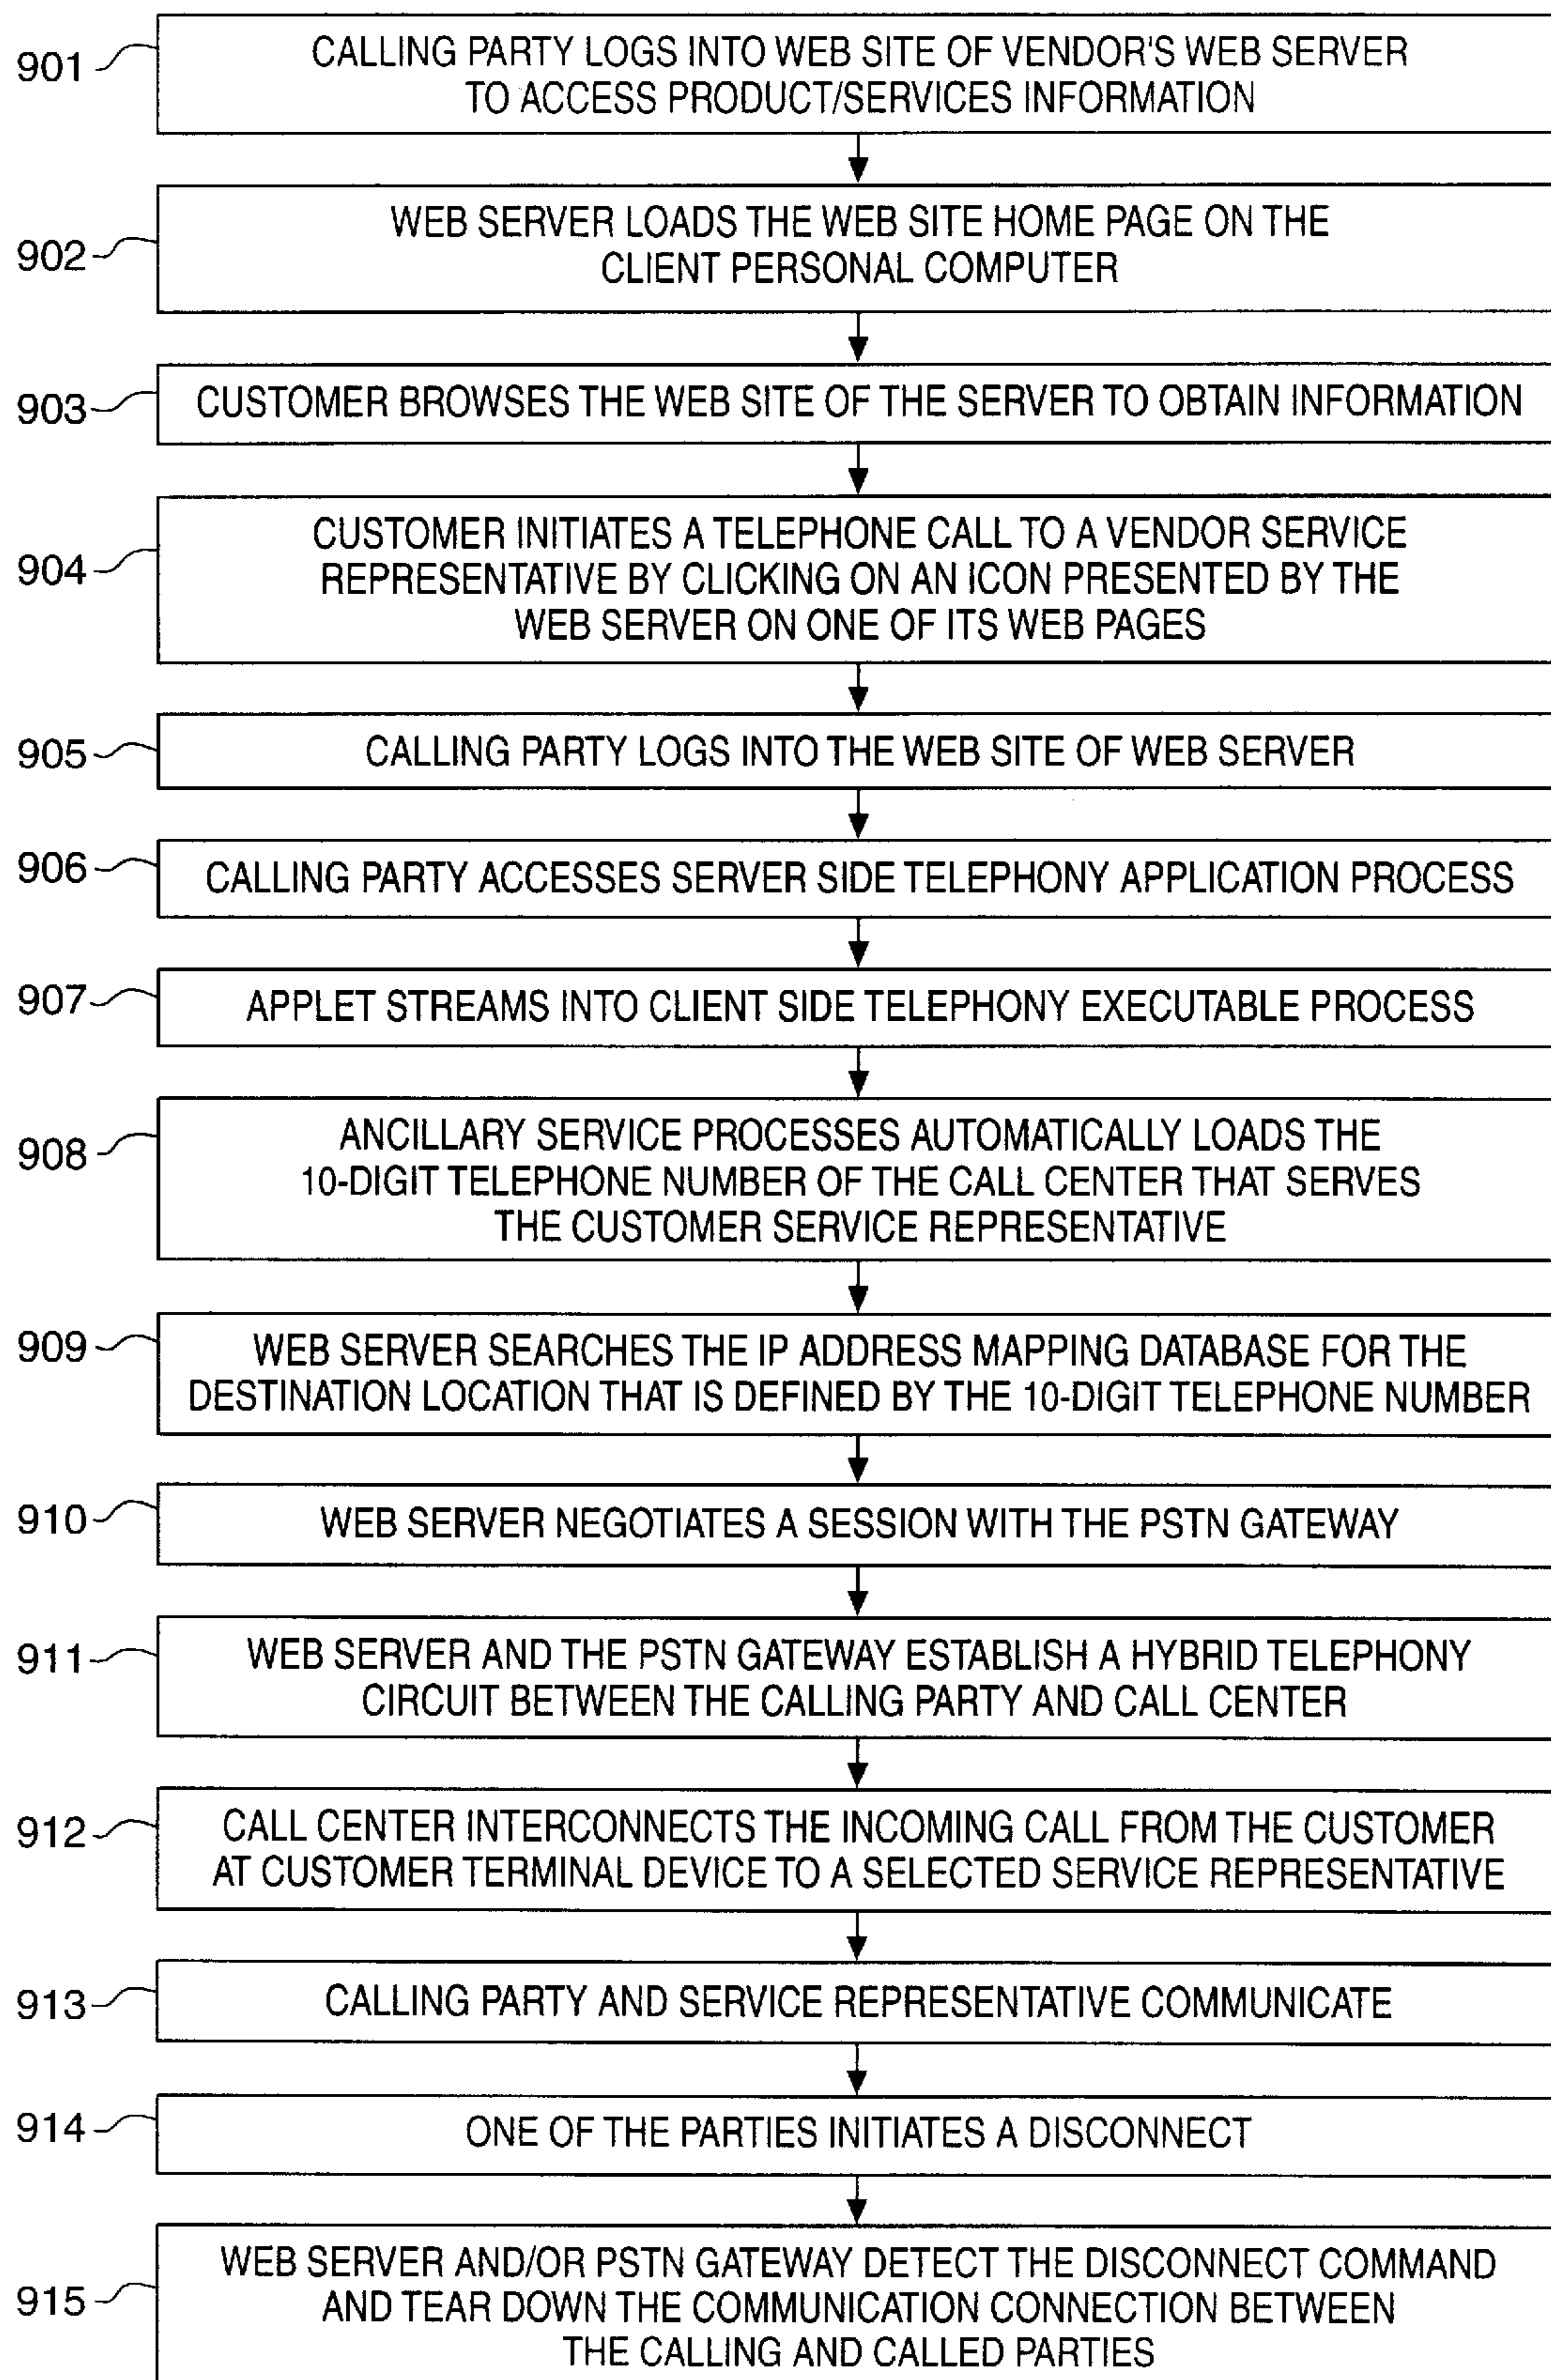 901
CALLING PARTY LOGS INTO WEB SITE OF VENDOR'S WEB SERVER
TO ACCESS PRODUCT/SERVICES INFORMATION
902
WEB SERVER LOADS THE WEB SITE HOME PAGE ON THE
CLIENT PERSONAL COMPUTER
903
CUSTOMER BROWSES THE WEB SITE OF THE SERVER TO OBTAIN INFORMATION
904
CUSTOMER INITIATES A TELEPHONE CALL TO A VENDOR SERVICE
REPRESENTATIVE BY CLICKING ON AN ICON PRESENTED BY THE
WEB SERVER ON ONE OF ITS WEB PAGES
905
CALLING PARTY LOGS INTO THE WEB SITE OF WEB SERVER
906
CALLING PARTY ACCESSES SERVER SIDE TELEPHONY APPLICATION PROCESS
907
APPLET STREAMS INTO CLIENT SIDE TELEPHONY EXECUTABLE PROCESS
908
ANCILLARY SERVICE PROCESSES AUTOMATICALLY LOADS THE
10-DIGIT TELEPHONE NUMBER OF THE CALL CENTER THAT SERVES
THE CUSTOMER SERVICE REPRESENTATIVE
909
WEB SERVER SEARCHES THE IP ADDRESS MAPPING DATABASE FOR THE
DESTINATION LOCATION THAT IS DEFINED BY THE 10-DIGIT TELEPHONE NUMBER
910
WEB SERVER NEGOTIATES A SESSION WITH THE PSTN GATEWAY
911
WEB SERVER AND THE PSTN GATEWAY ESTABLISH A HYBRID TELEPHONY
CIRCUIT BETWEEN THE CALLING PARTY AND CALL CENTER
912
CALL CENTER INTERCONNECTS THE INCOMING CALL FROM THE CUSTOMER
AT CUSTOMER TERMINAL DEVICE TO A SELECTED SERVICE REPRESENTATIVE
913
CALLING PARTY AND SERVICE REPRESENTATIVE COMMUNICATE
914
ONE OF THE PARTIES INITIATES A DISCONNECT
915
WEB SERVER AND/OR PSTN GATEWAY DETECT THE DISCONNECT COMMAND
AND TEAR DOWN THE COMMUNICATION CONNECTION BETWEEN
THE CALLING AND CALLED PARTIES